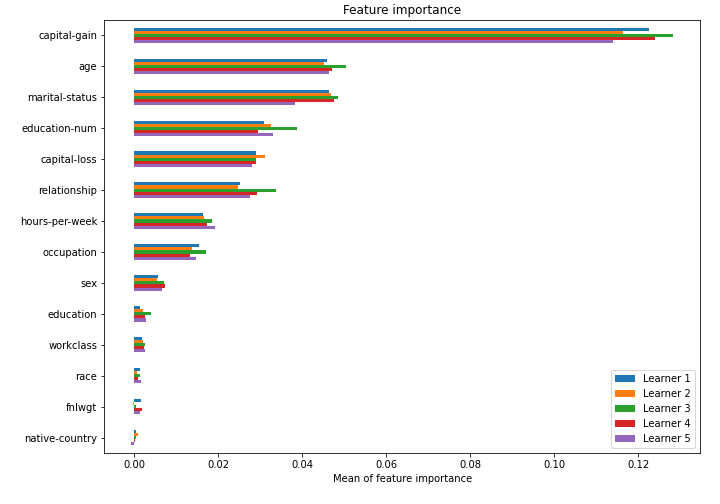 Feature importance
capital-gain
age
marital-status
education-num
capital-loss
relationship
hours-per-week
occupation
sex
education
workclass
race
fnlwgt
native-country
Learner 1
Learner 2
Learner 3
Learner 4
Learner 5
0.00 0.02 0.04 0.06 0.08 0.10 0.12
Mean of feature importance